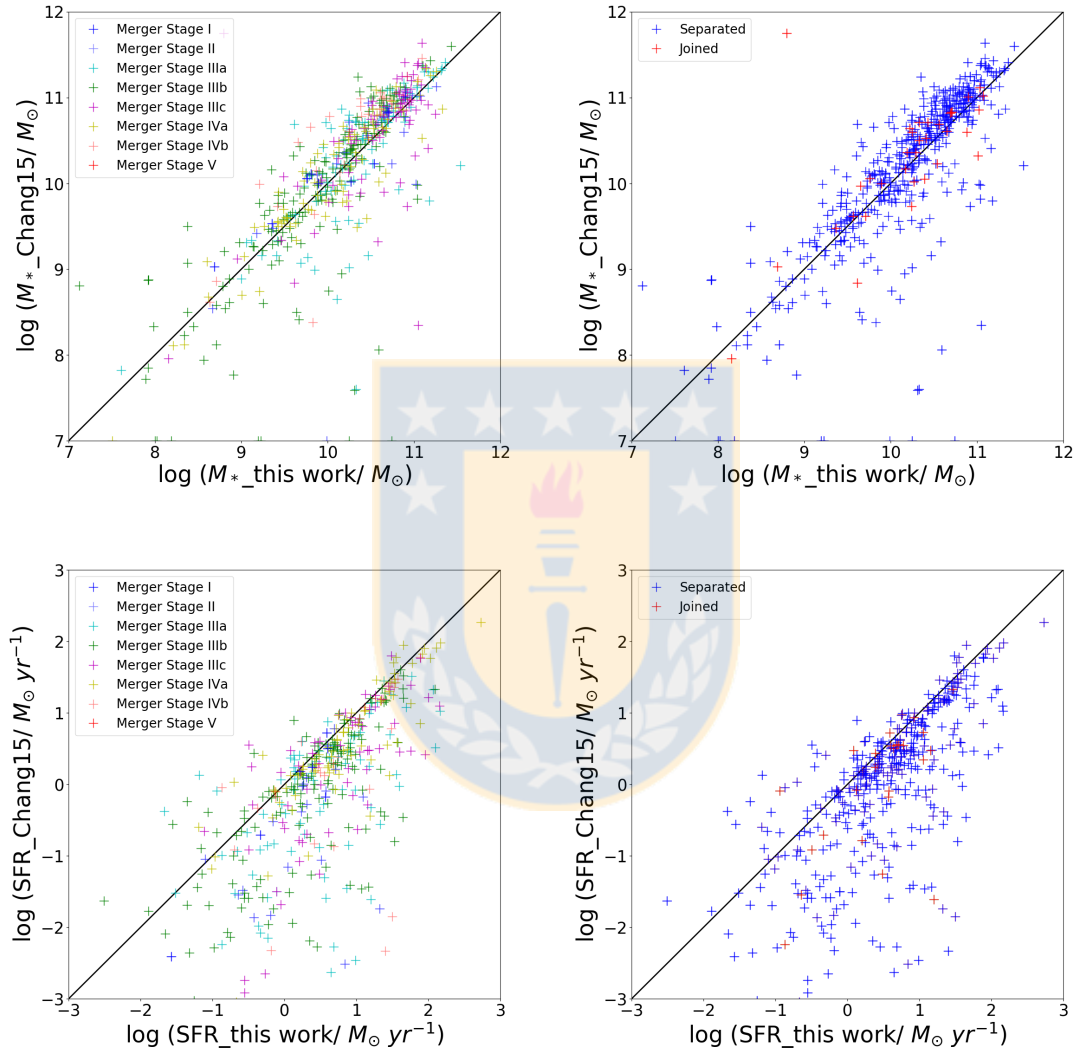 12
11
10
9
8
7
7 8 9 10 11 12
log (M*_Chang15/ M⊙)
log (M*_this work/ M⊙)
Merger Stage I
Merger Stage II
Merger Stage IIIa
Merger Stage IIIb
Merger Stage IIIc
Merger Stage IVa
Merger Stage IVb
Merger Stage V
12
11
10
9
8
7
7 8 9 10 11 12
log (M*_Chang15/ M⊙)
log (M*_this work/ M⊙)
Separated
Joined
3
2
1
0
−1
−2
−3
−3 −2 −1 0 1 2 3
log (SFR_Chang15/ M⊙ yr−1)
log (SFR_this work/ M⊙ yr−1)
Merger Stage I
Merger Stage II
Merger Stage IIIa
Merger Stage IIIb
Merger Stage IIIc
Merger Stage IVa
Merger Stage IVb
Merger Stage V
3
2
1
0
−1
−2
−3
−3 −2 −1 0 1 2 3
log (SFR_Chang15/ M⊙ yr−1)
log (SFR_this work/ M⊙ yr−1)
Separated
Joined